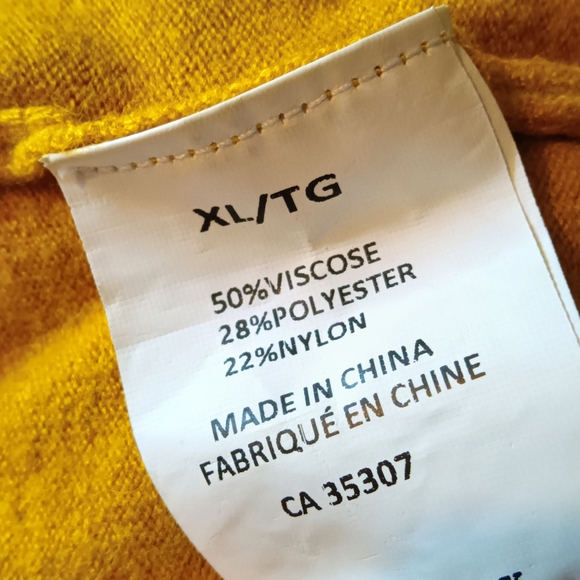 XL/TG
50%VISCOSE
28%POLYESTER
22%NYLON
MADE IN CHINA
FABRIQUÉ EN CHINE
CA 35307